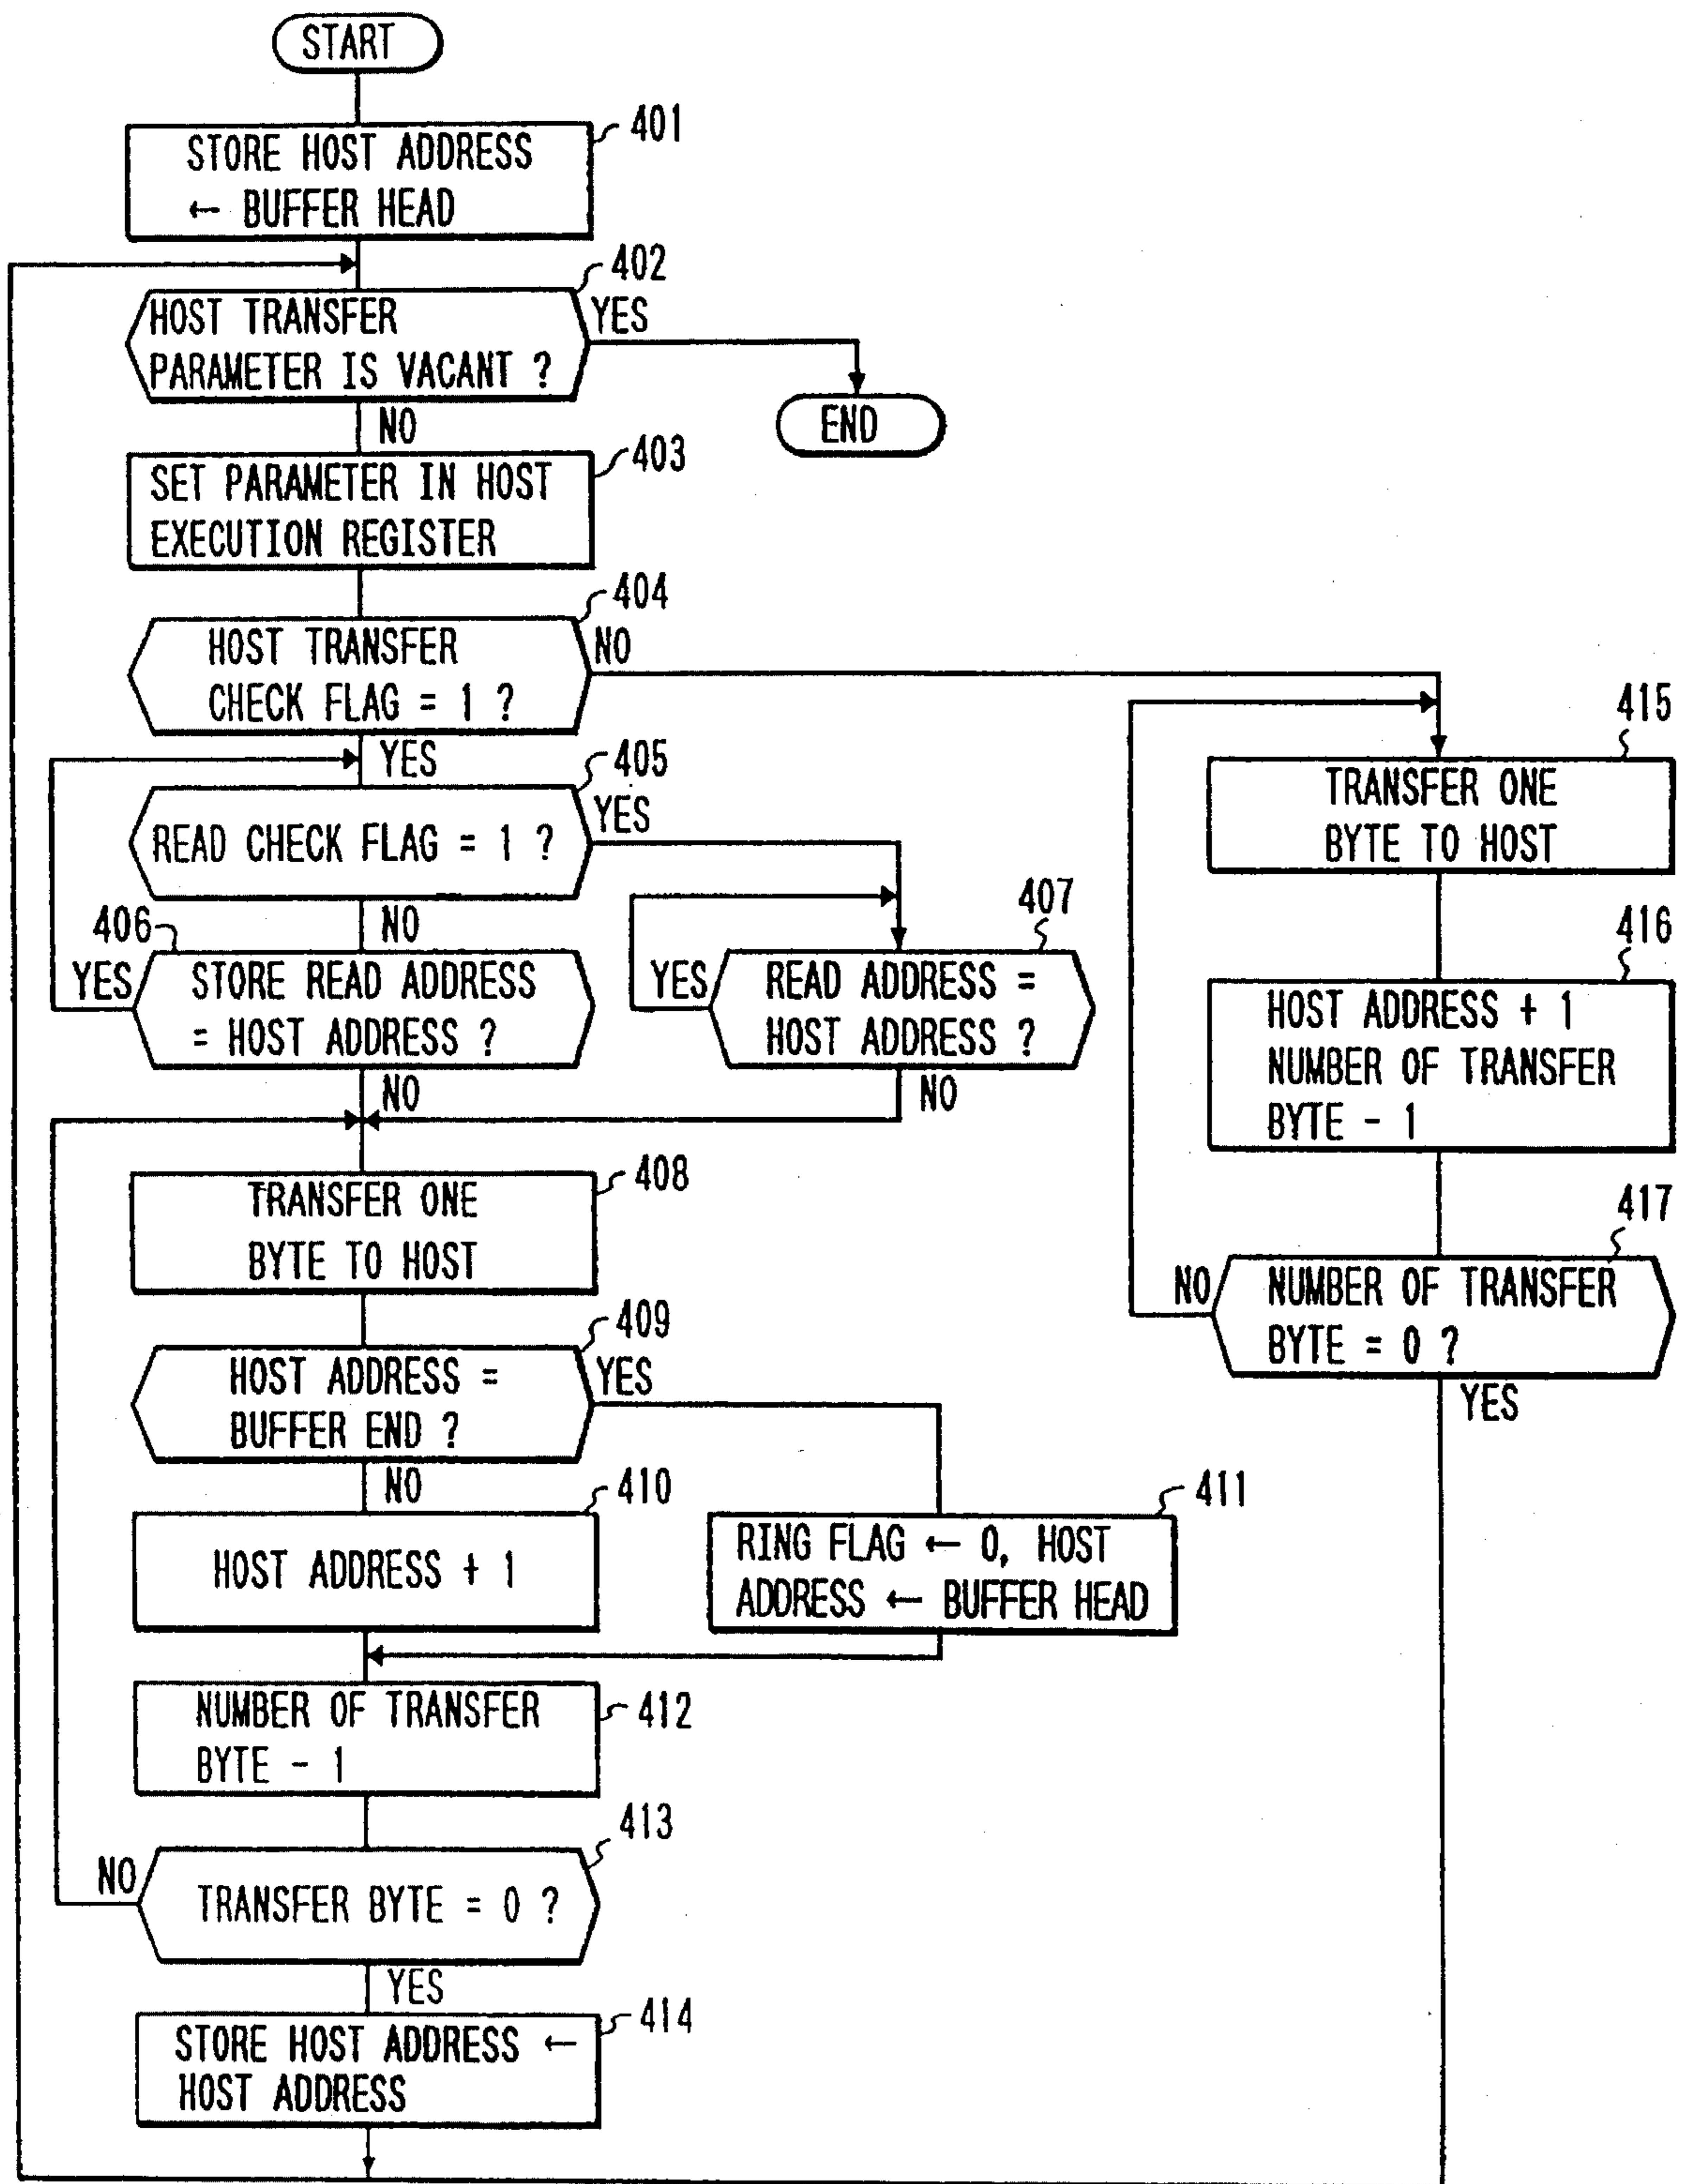 START
401
STORE HOST ADDRESS
← BUFFER HEAD
402
HOST TRANSFER
PARAMETER IS VACANT ?
YES
END
NO
403
SET PARAMETER IN HOST
EXECUTION REGISTER
404
HOST TRANSFER
CHECK FLAG = 1 ?
NO
YES
405
READ CHECK FLAG = 1 ?
YES
NO
406
STORE READ ADDRESS
= HOST ADDRESS ?
YES
NO
407
READ ADDRESS =
HOST ADDRESS ?
YES
NO
408
TRANSFER ONE
BYTE TO HOST
409
HOST ADDRESS =
BUFFER END ?
YES
NO
410
HOST ADDRESS + 1
411
RING FLAG ← 0, HOST
ADDRESS ← BUFFER HEAD
412
NUMBER OF TRANSFER
BYTE - 1
413
TRANSFER BYTE = 0 ?
NO
YES
414
STORE HOST ADDRESS ←
HOST ADDRESS
415
TRANSFER ONE
BYTE TO HOST
416
HOST ADDRESS + 1
NUMBER OF TRANSFER
BYTE - 1
417
NUMBER OF TRANSFER
BYTE = 0 ?
NO
YES